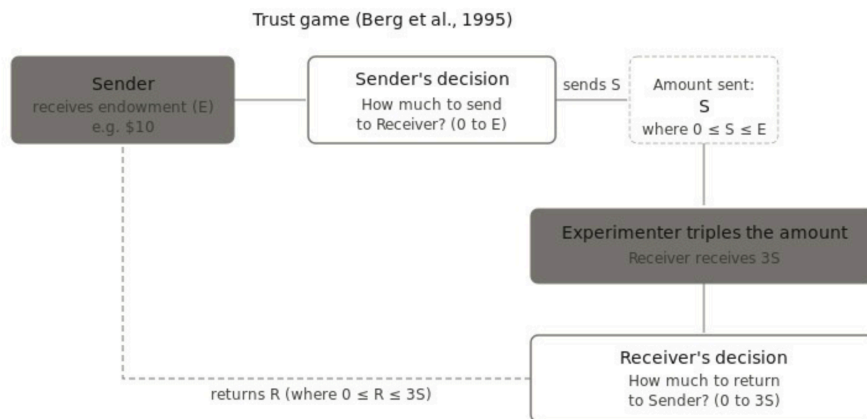 Trust game (Berg et al., 1995)
Sender
receives endowment (E)
e.g. $10
Sender's decision
How much to send
to Receiver? (0 to E)
sends S
Amount sent:
S
where 0 ≤ S ≤ E
Experimenter triples the amount
Receiver receives 3S
Receiver's decision
How much to return
to Sender? (0 to 3S)
returns R (where 0 ≤ R ≤ 3S)